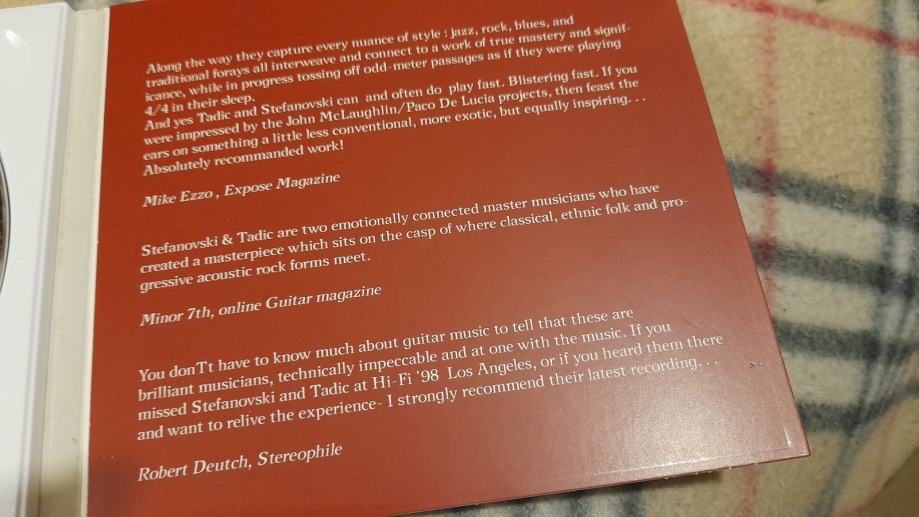 Along the way they capture every nuance of style : jazz, rock, blues, and
traditional forays all interweave and connect to a work of true mastery and signif-
icance, while in progress tossing off odd-meter passages as if they were playing
4/4 in their sleep.
And yes Tadic and Stefanovski can and often do play fast. Blistering fast. If you
were impressed by the John McLaughlin/Paco De Lucia projects, then feast the
ears on something a little less conventional, more exotic, but equally inspiring. . .
Absolutely recommanded work!
Mike Ezzo , Expose Magazine
Stefanovski & Tadic are two emotionally connected master musicians who have
created a masterpiece which sits on the casp of where classical, ethnic folk and pro-
gressive acoustic rock forms meet.
Minor 7th, online Guitar magazine
You donTt have to know much about guitar music to tell that these are
brilliant musicians, technically impeccable and at one with the music. If you
missed Stefanovski and Tadic at Hi-Fi '98 Los Angeles, or if you heard them there
and want to relive the experience- I strongly recommend their latest recording. . .
Robert Deutch, Stereophile